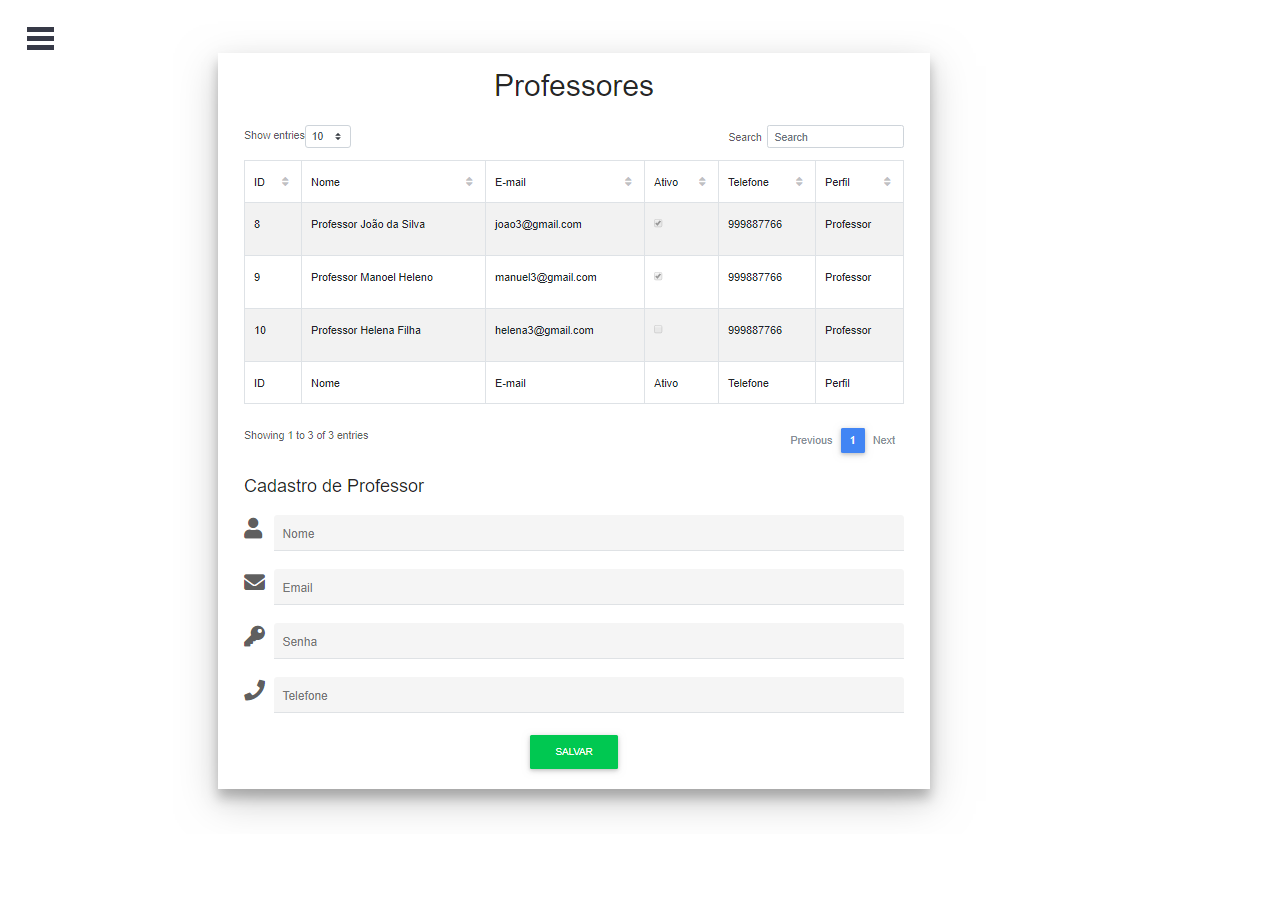 Professores
Show entries 10 Search Search
ID Nome E-mail Ativo Telefone Perfil
8 Professor João da Silva joao3@gmail.com 999887766 Professor
9 Professor Manoel Heleno manuel3@gmail.com 999887766 Professor
10 Professor Helena Filha helena3@gmail.com 999887766 Professor
ID Nome E-mail Ativo Telefone Perfil
Showing 1 to 3 of 3 entries Previous 1 Next
Cadastro de Professor
Nome
Email
Senha
Telefone
SALVAR